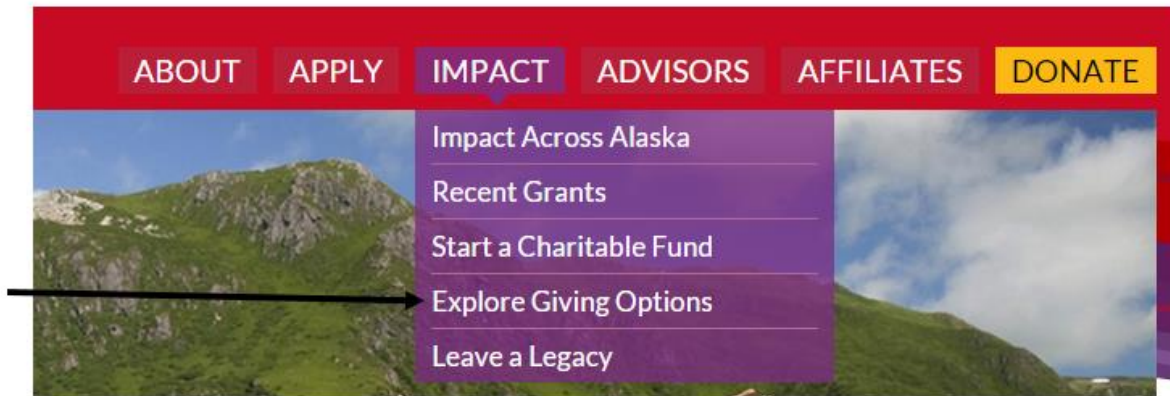 ABOUT APPLY IMPACT ADVISORS AFFILIATES DONATE
Impact Across Alaska
Recent Grants
Start a Charitable Fund
Explore Giving Options
Leave a Legacy